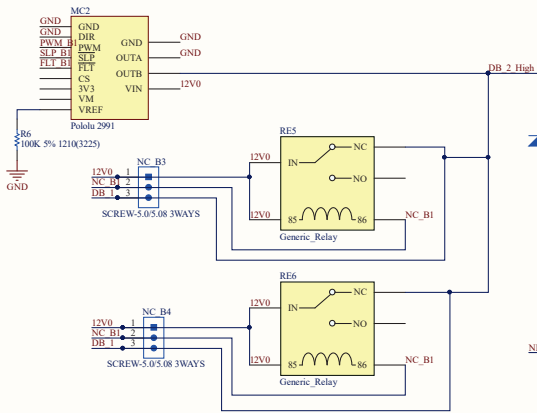 MC2
GND
GND
PWM_B1
SLP_B1
FLT_B1
GND
DIR
PWM
SLP
FLT
CS
3V3
VM
VREF
GND
OUTA
OUTB
VIN
GND
GND
12V0
DB_2_High
Pololu 2991
R6
100K 5% 1210(3225)
GND
NC_B3
12V0 1
NC_B1 2
DB_1 3
SCREW-5.0/5.08 3WAYS
RE5
12V0 IN NC
NO
12V0 85 86 NC_B1
Generic_Relay
RE6
NC_B4
12V0 IN NC
12V0 1
NC_B1 2
DB_1 3
NO
SCREW-5.0/5.08 3WAYS
12V0 85 86 NC_B1
Generic_Relay